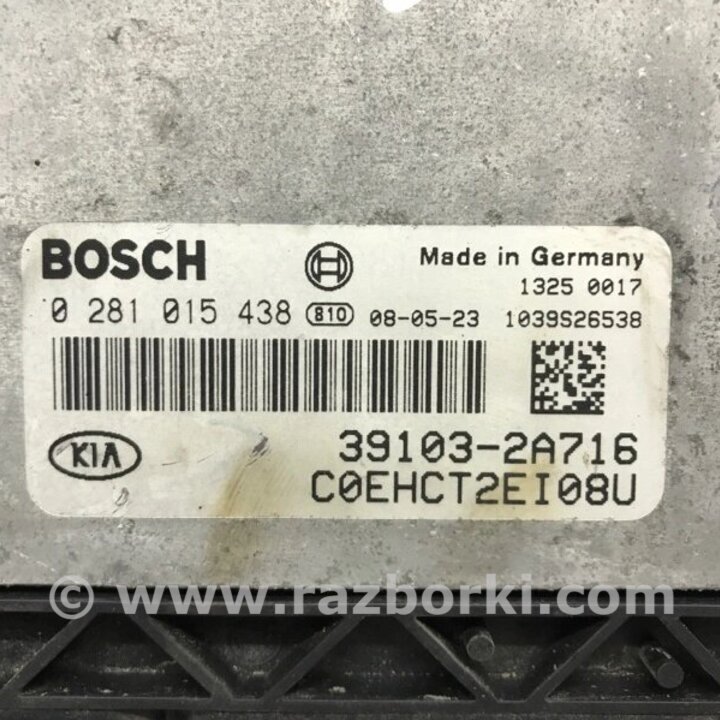 BOSCH
Made in Germany
1325 0017
0 281 015 438 810 08-05-23 1039S26538
KIA
39103-2A716
C0EHCT2EI08U
© www.razborki.com